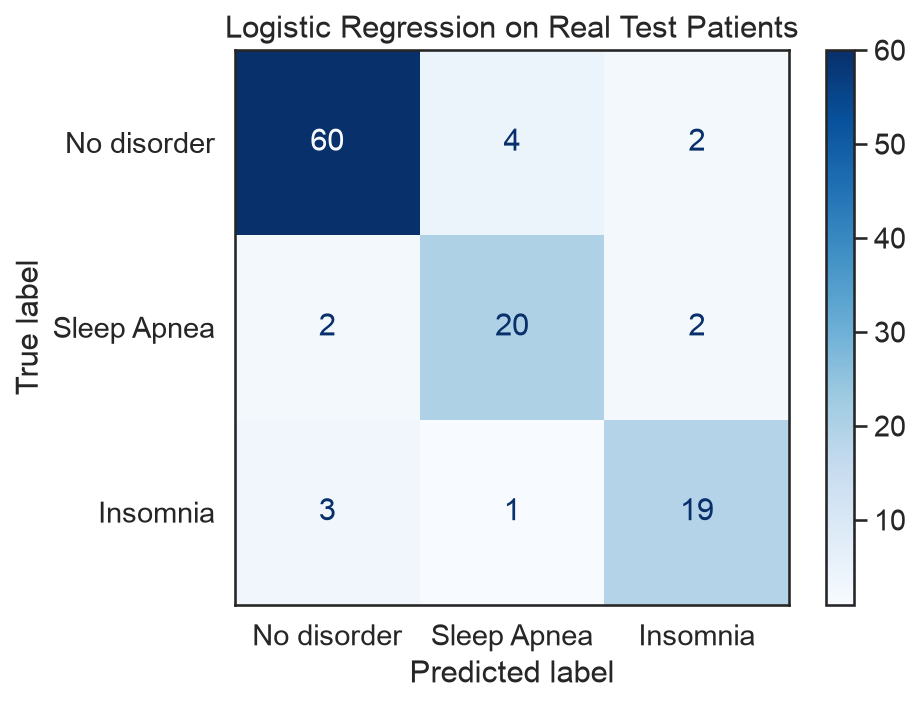 Logistic Regression on Real Test Patients
True label
No disorder
60 4 2
Sleep Apnea
2 20 2
Insomnia
3 1 19
No disorder Sleep Apnea Insomnia
Predicted label
60
50
40
30
20
10